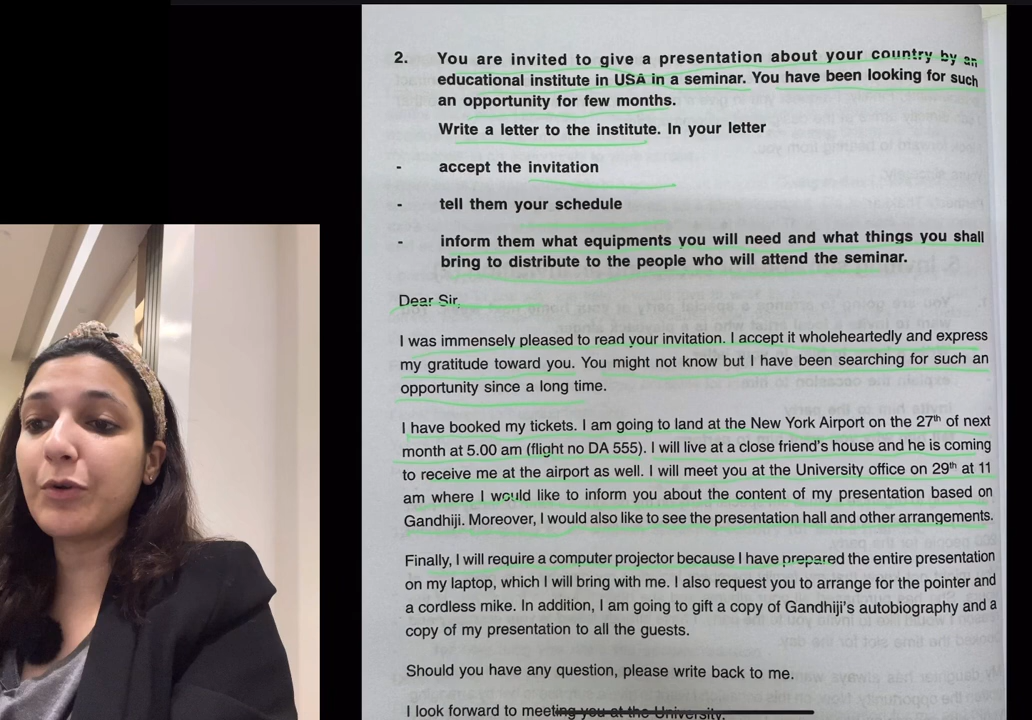 2. You are invited to give a presentation about your country by an
educational institute in USA in a seminar. You have been looking for such
an opportunity for few months.
Write a letter to the institute. In your letter
- accept the invitation
- tell them your schedule
- inform them what equipments you will need and what things you shall
bring to distribute to the people who will attend the seminar.
Dear Sir,
I was immensely pleased to read your invitation. I accept it wholeheartedly and express
my gratitude toward you. You might not know but I have been searching for such an
opportunity since a long time.
I have booked my tickets. I am going to land at the New York Airport on the 27th of next
month at 5.00 am (flight no DA 555). I will live at a close friend's house and he is coming
to receive me at the airport as well. I will meet you at the University office on 29th at 11
am where I would like to inform you about the content of my presentation based on
Gandhiji. Moreover, I would also like to see the presentation hall and other arrangements.
Finally, I will require a computer projector because I have prepared the entire presentation
on my laptop, which I will bring with me. I also request you to arrange for the pointer and
a cordless mike. In addition, I am going to gift a copy of Gandhiji's autobiography and a
copy of my presentation to all the guests.
Should you have any question, please write back to me.
I look forward to meeting you at the University.